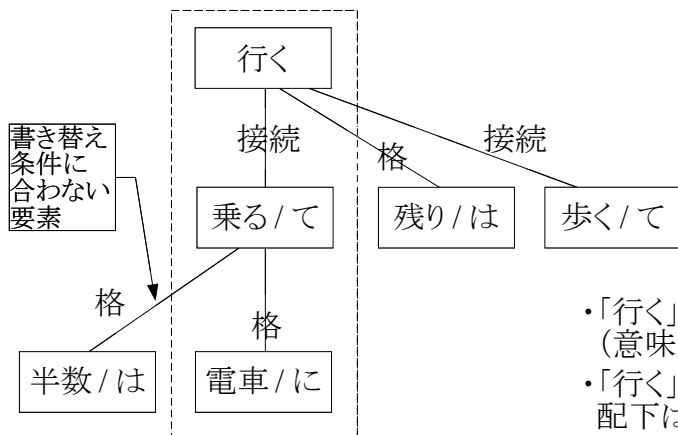 行く
書き替え
条件に
合わない
要素
接続
格
接続
乗る/て
残り/は
歩く/て
格
格
半数/は
電車/に
・「行く」
（意味
・「行く」
配下は